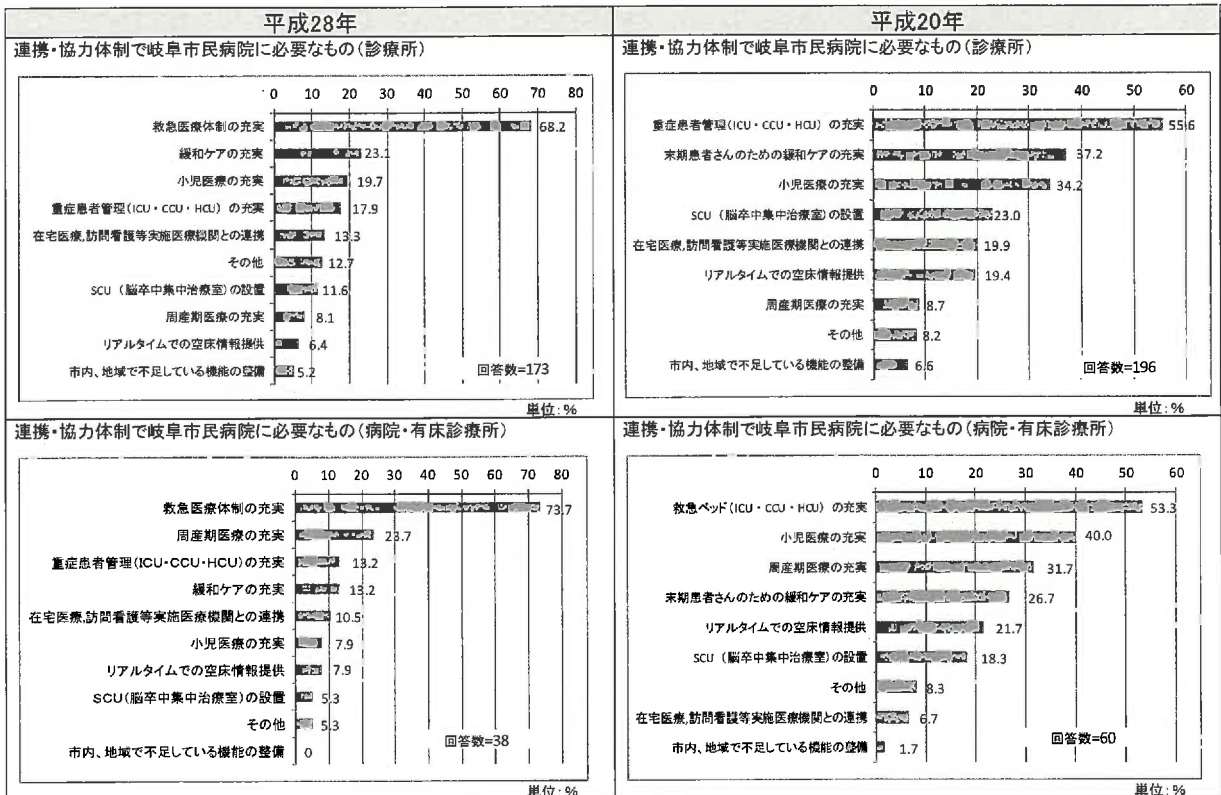 平成28年
平成20年
連携・協力体制で岐阜市民病院に必要なもの(診療所)
0 10 20 30 40 50 60 70 80
救急医療体制の充実 68.2
緩和ケアの充実 23.1
小児医療の充実 19.7
重症患者管理(ICU・CCU・HCU)の充実 17.9
在宅医療,訪問看護等実施医療機関との連携 13.3
その他 12.7
SCU(脳卒中集中治療室)の設置 11.6
周産期医療の充実 8.1
リアルタイムでの空床情報提供 6.4
市内、地域で不足している機能の整備 5.2
回答数=173
単位:%
連携・協力体制で岐阜市民病院に必要なもの(診療所)
0 10 20 30 40 50 60
重症患者管理(ICU・CCU・HCU)の充実 55.6
末期患者さんのための緩和ケアの充実 37.2
小児医療の充実 34.2
SCU(脳卒中集中治療室)の設置 23.0
在宅医療,訪問看護等実施医療機関との連携 19.9
リアルタイムでの空床情報提供 19.4
周産期医療の充実 8.7
その他 8.2
市内、地域で不足している機能の整備 6.6
回答数=196
単位:%
連携・協力体制で岐阜市民病院に必要なもの(病院・有床診療所)
0 10 20 30 40 50 60 70 80
救急医療体制の充実 73.7
周産期医療の充実 23.7
重症患者管理(ICU・CCU・HCU)の充実 13.2
緩和ケアの充実 13.2
在宅医療,訪問看護等実施医療機関との連携 10.5
小児医療の充実 7.9
リアルタイムでの空床情報提供 7.9
SCU(脳卒中集中治療室)の設置 5.3
その他 5.3
市内、地域で不足している機能の整備 0
回答数=38
単位:%
連携・協力体制で岐阜市民病院に必要なもの(病院・有床診療所)
0 10 20 30 40 50 60
救急ベッド(ICU・CCU・HCU)の充実 53.3
小児医療の充実 40.0
周産期医療の充実 31.7
末期患者さんのための緩和ケアの充実 26.7
リアルタイムでの空床情報提供 21.7
SCU(脳卒中集中治療室)の設置 18.3
その他 8.3
在宅医療,訪問看護等実施医療機関との連携 6.7
市内、地域で不足している機能の整備 1.7
回答数=60
単位:%